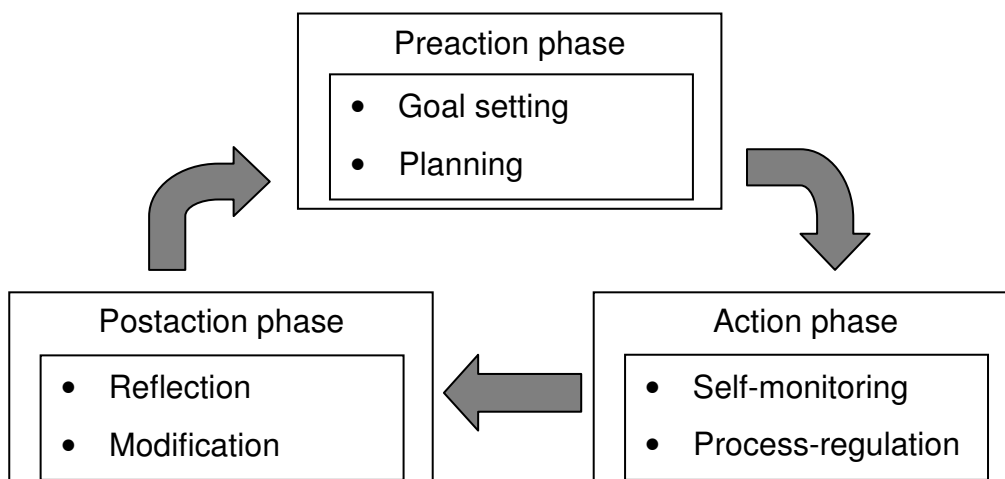 Preaction phase
• Goal setting
• Planning
Postaction phase
• Reflection
• Modification
Action phase
• Self-monitoring
• Process-regulation